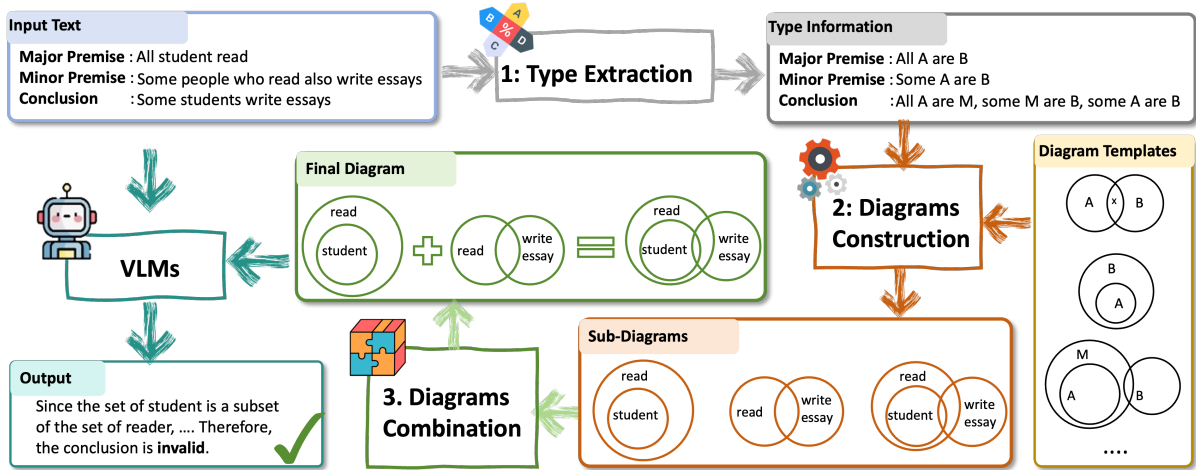 Input Text
Major Premise : All student read
Minor Premise : Some people who read also write essays
Conclusion : Some students write essays
A
B
%
D
C
1: Type Extraction
Type Information
Major Premise : All A are B
Minor Premise : Some A are B
Conclusion : All A are M, some M are B, some A are B
Diagram Templates
A
x
B
B
A
M
A
B
....
2: Diagrams
Construction
Final Diagram
read
student
read
write
essay
read
student
write
essay
VLMs
Sub-Diagrams
read
student
read
write
essay
read
student
write
essay
3. Diagrams
Combination
Output
Since the set of student is a subset
of the set of reader, .... Therefore,
the conclusion is invalid.